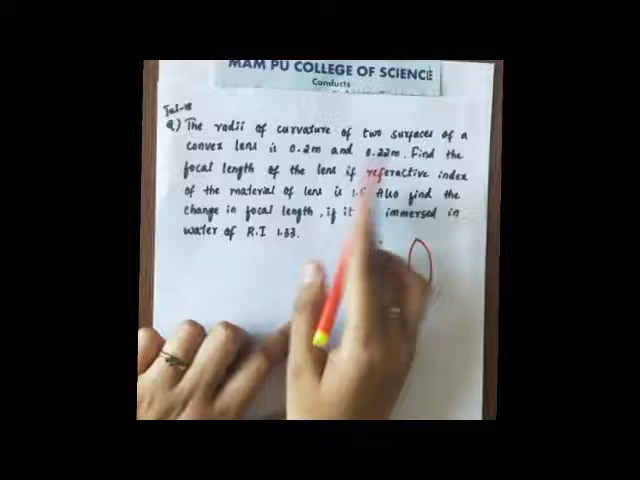 MAM PU COLLEGE OF SCIENCE
Conducts
Q) The radii of curvature of two surfaces of a
convex lens is 0.2m and 0.22m. Find the
focal length of the lens if referactive index
of the material of lens is 1. Also find the
change in focal length, if it immersed in
water of R.I 1.33.